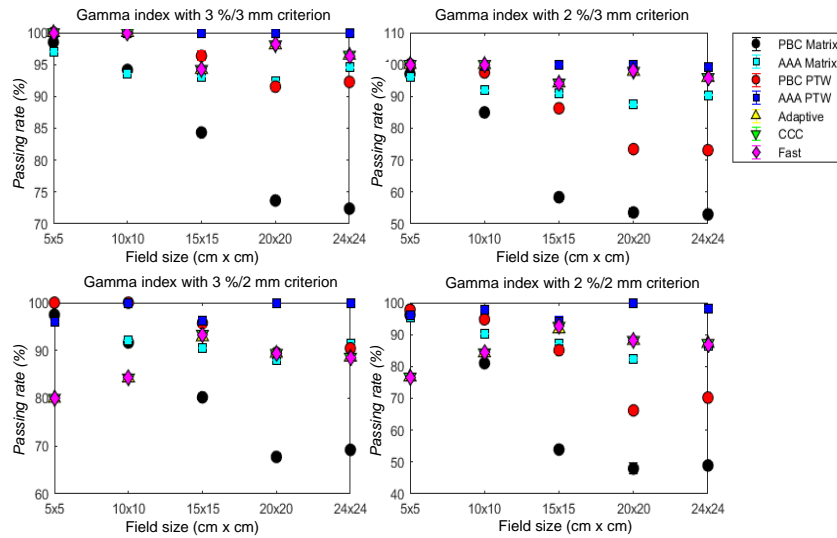 Gamma index with 3 %/3 mm criterion
100
95
90
85
80
75
70
Passing rate (%)
5x5 10x10 15x15 20x20 24x24
Field size (cm x cm)
Gamma index with 2 %/3 mm criterion
110
100
90
80
70
60
50
Passing rate (%)
5x5 10x10 15x15 20x20 24x24
Field size (cm x cm)
PBC Matrix
AAA Matrix
PBC PTW
AAA PTW
Adaptive
CCC
Fast
Gamma index with 3 %/2 mm criterion
100
90
80
70
60
Passing rate (%)
5x5 10x10 15x15 20x20 24x24
Field size (cm x cm)
Gamma index with 2 %/2 mm criterion
100
90
80
70
60
50
40
Passing rate (%)
5x5 10x10 15x15 20x20 24x24
Field size (cm x cm)